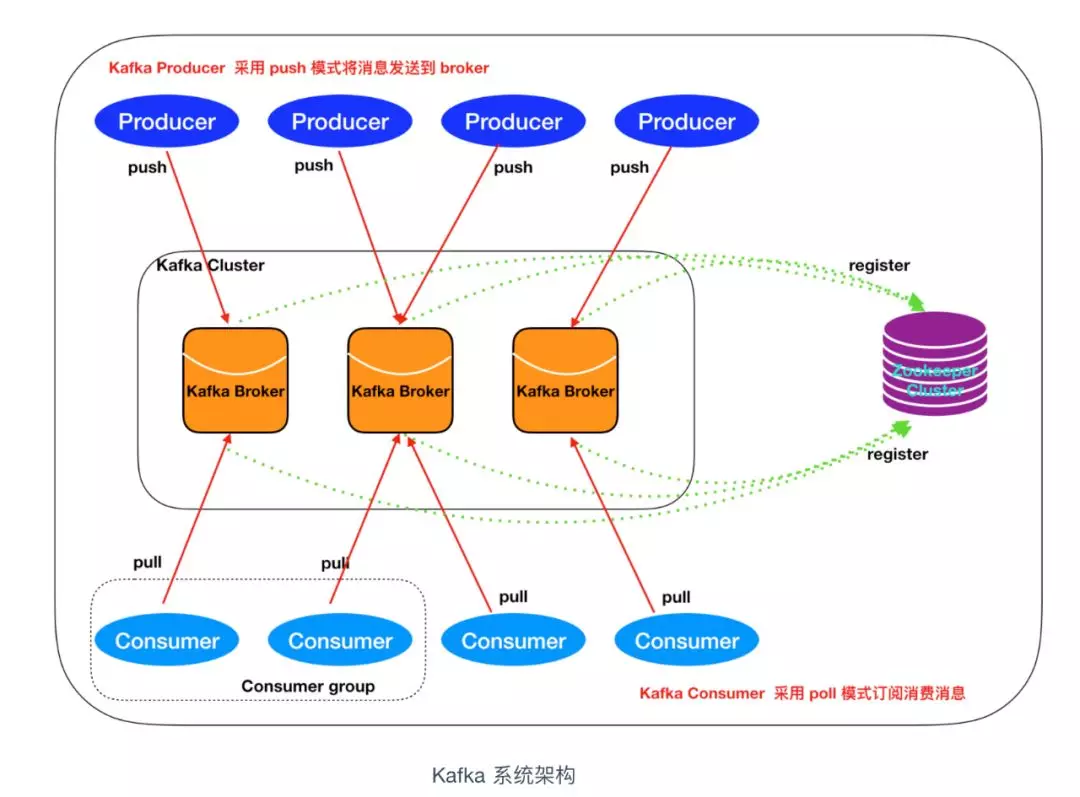 Kafka Producer 采用 push 模式将消息发送到 broker
Producer
Producer
Producer
Producer
push
push
push
push
Kafka Cluster
register
Kafka Broker
Kafka Broker
Kafka Broker
Zookeeper
Cluster
register
pull
pull
pull
pull
Consumer
Consumer
Consumer
Consumer
Consumer group
Kafka Consumer 采用 poll 模式订阅消费消息
Kafka 系统架构